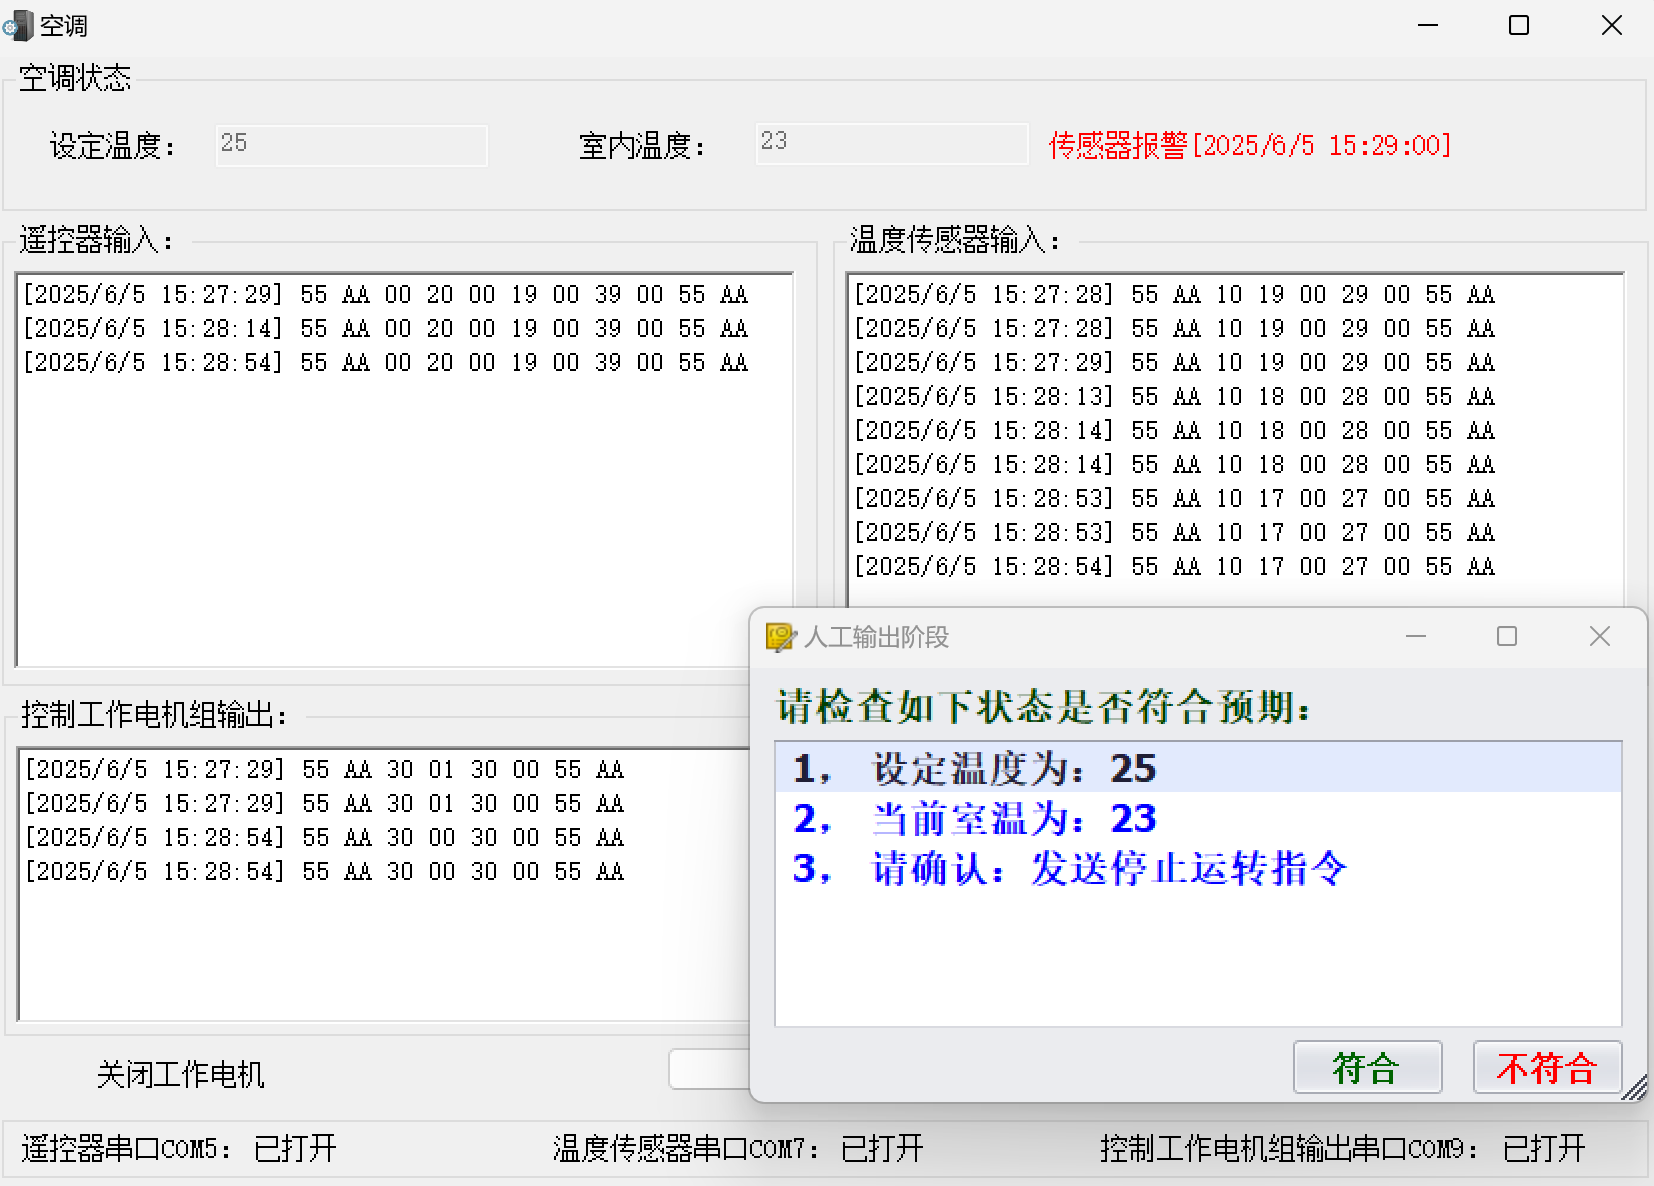 空调
空调状态
设定温度： 25 室内温度： 23 传感器报警[2025/6/5 15:29:00]
遥控器输入：
[2025/6/5 15:27:29] 55 AA 00 20 00 19 00 39 00 55 AA
[2025/6/5 15:28:14] 55 AA 00 20 00 19 00 39 00 55 AA
[2025/6/5 15:28:54] 55 AA 00 20 00 19 00 39 00 55 AA
温度传感器输入：
[2025/6/5 15:27:28] 55 AA 10 19 00 29 00 55 AA
[2025/6/5 15:27:28] 55 AA 10 19 00 29 00 55 AA
[2025/6/5 15:27:29] 55 AA 10 19 00 29 00 55 AA
[2025/6/5 15:28:13] 55 AA 10 18 00 28 00 55 AA
[2025/6/5 15:28:14] 55 AA 10 18 00 28 00 55 AA
[2025/6/5 15:28:14] 55 AA 10 18 00 28 00 55 AA
[2025/6/5 15:28:53] 55 AA 10 17 00 27 00 55 AA
[2025/6/5 15:28:53] 55 AA 10 17 00 27 00 55 AA
[2025/6/5 15:28:54] 55 AA 10 17 00 27 00 55 AA
控制工作电机组输出：
[2025/6/5 15:27:29] 55 AA 30 01 30 00 55 AA
[2025/6/5 15:27:29] 55 AA 30 01 30 00 55 AA
[2025/6/5 15:28:54] 55 AA 30 00 30 00 55 AA
[2025/6/5 15:28:54] 55 AA 30 00 30 00 55 AA
人工输出阶段
请检查如下状态是否符合预期：
1， 设定温度为：25
2， 当前室温为：23
3， 请确认：发送停止运转指令
符合 不符合
关闭工作电机
遥控器串口COM5： 已打开 温度传感器串口COM7： 已打开 控制工作电机组输出串口COM9： 已打开